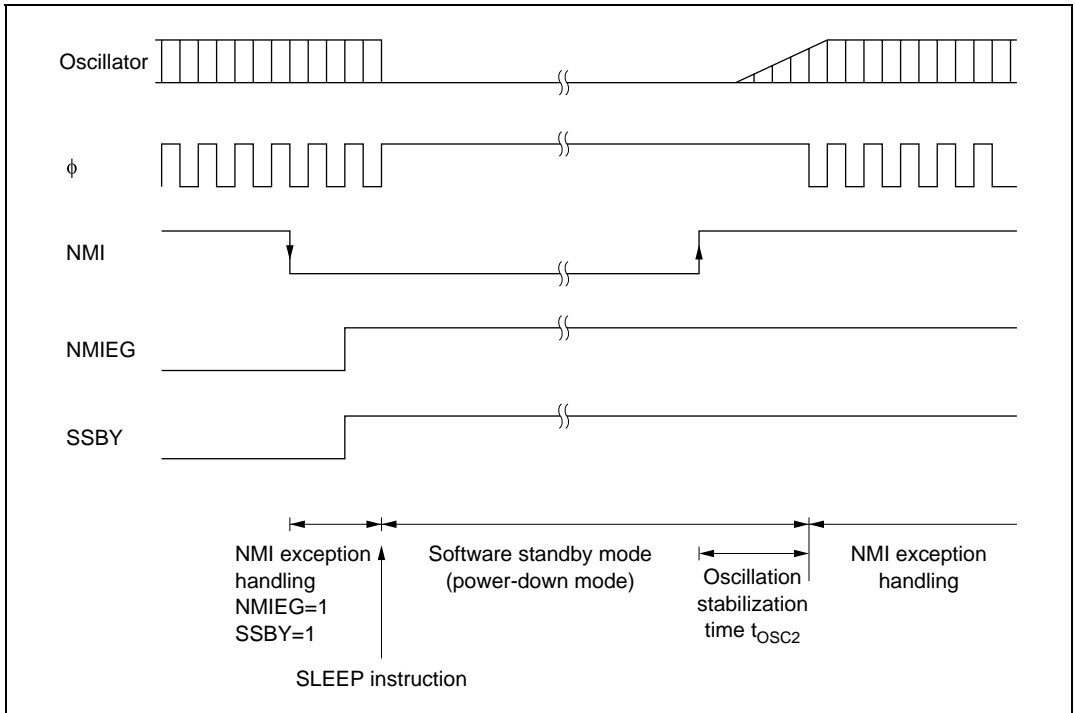 Oscillator
ϕ
NMI
NMIEG
SSBY
NMI exception
handling
NMIEG=1
SSBY=1
Software standby mode
(power-down mode)
Oscillation
stabilization
time tOSC2
NMI exception
handling
SLEEP instruction